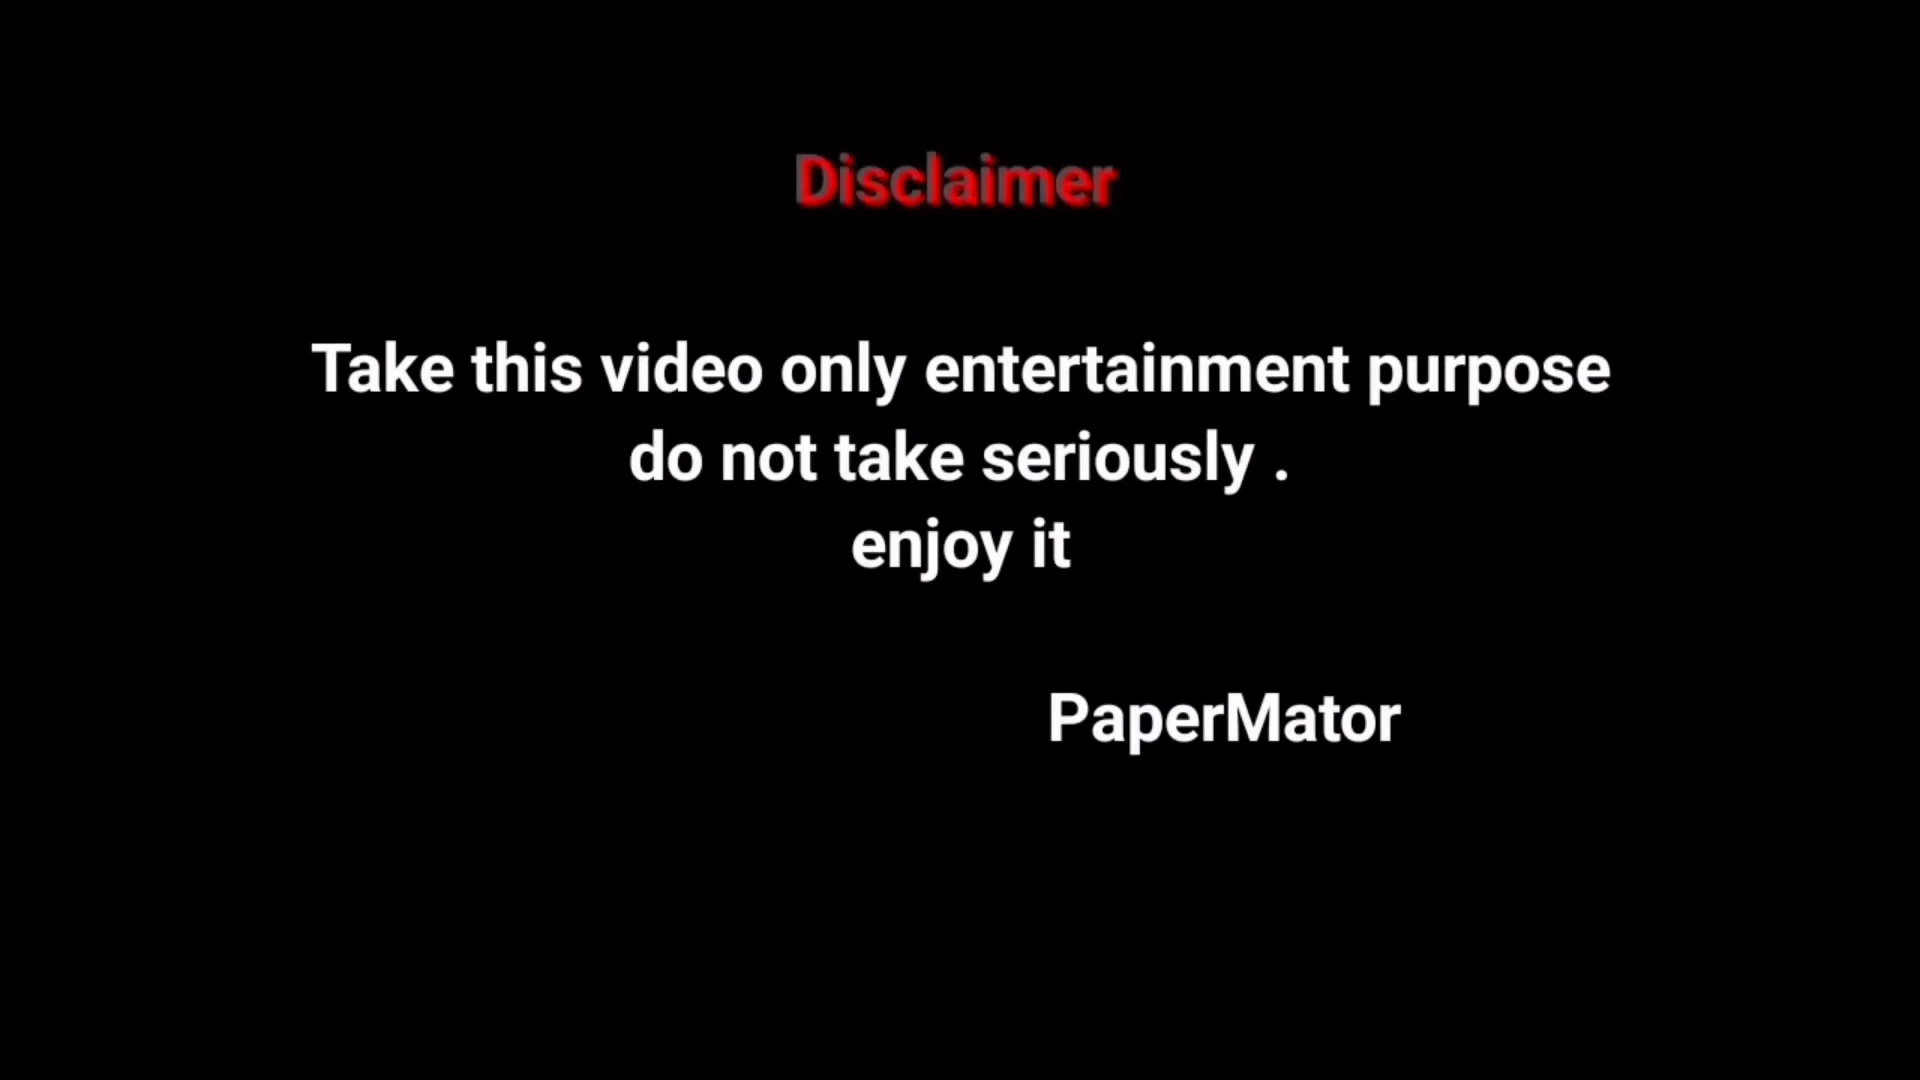 Disclaimer
Take this video only entertainment purpose
do not take seriously .
enjoy it
PaperMator